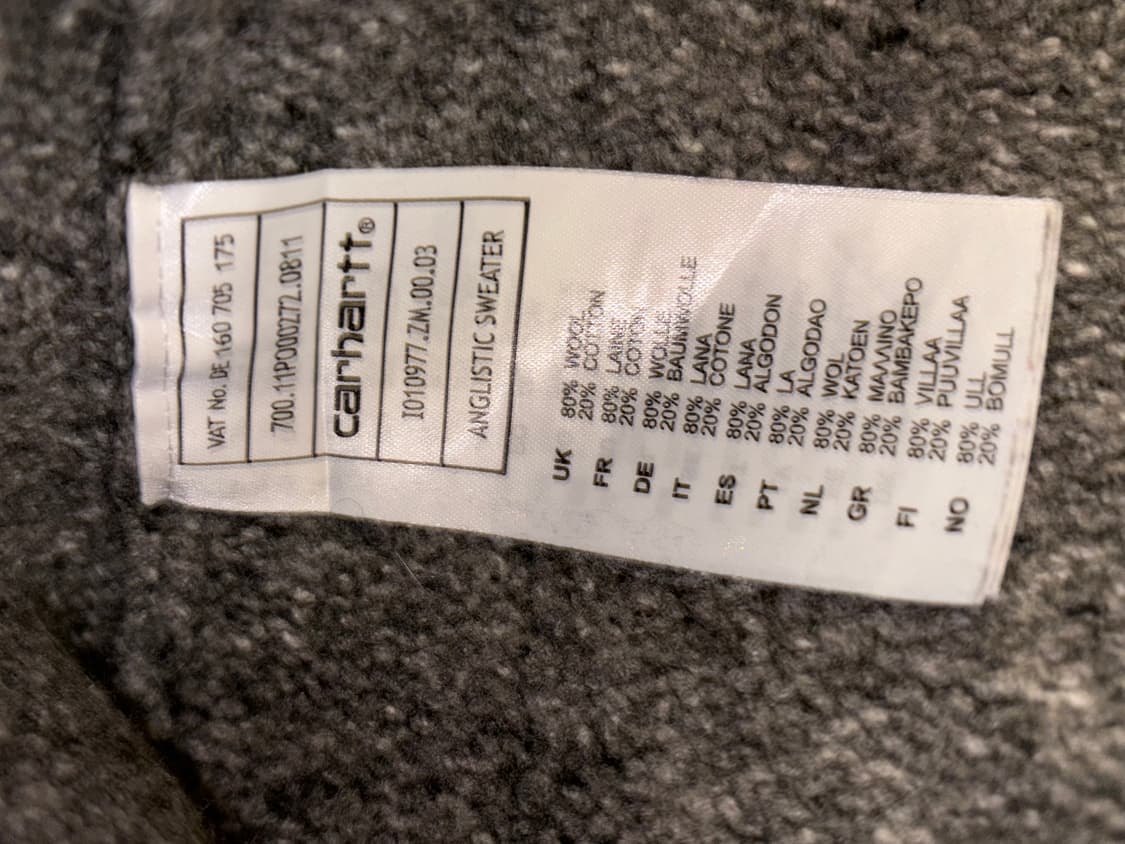 VAT No. DE 160 705 175
700.11P000272.0811
carhartt®
I010977.ZM.00.03
ANGLISTIC SWEATER
UK 80% WOOL
20% COTTON
FR 80% LAINE
20% COTON
DE 80% WOLLE
20% BAUMWOLLE
IT 80% LANA
20% COTONE
ES 80% LANA
20% ALGODON
PT 80% LA
20% ALGODAO
NL 80% WOL
20% KATOEN
GR 80% ΜΑΛΛΙΝΟ
20% BAMBAKEPO
FI 80% VILLAA
20% PUUVILLAA
NO 80% ULL
20% BOMULL